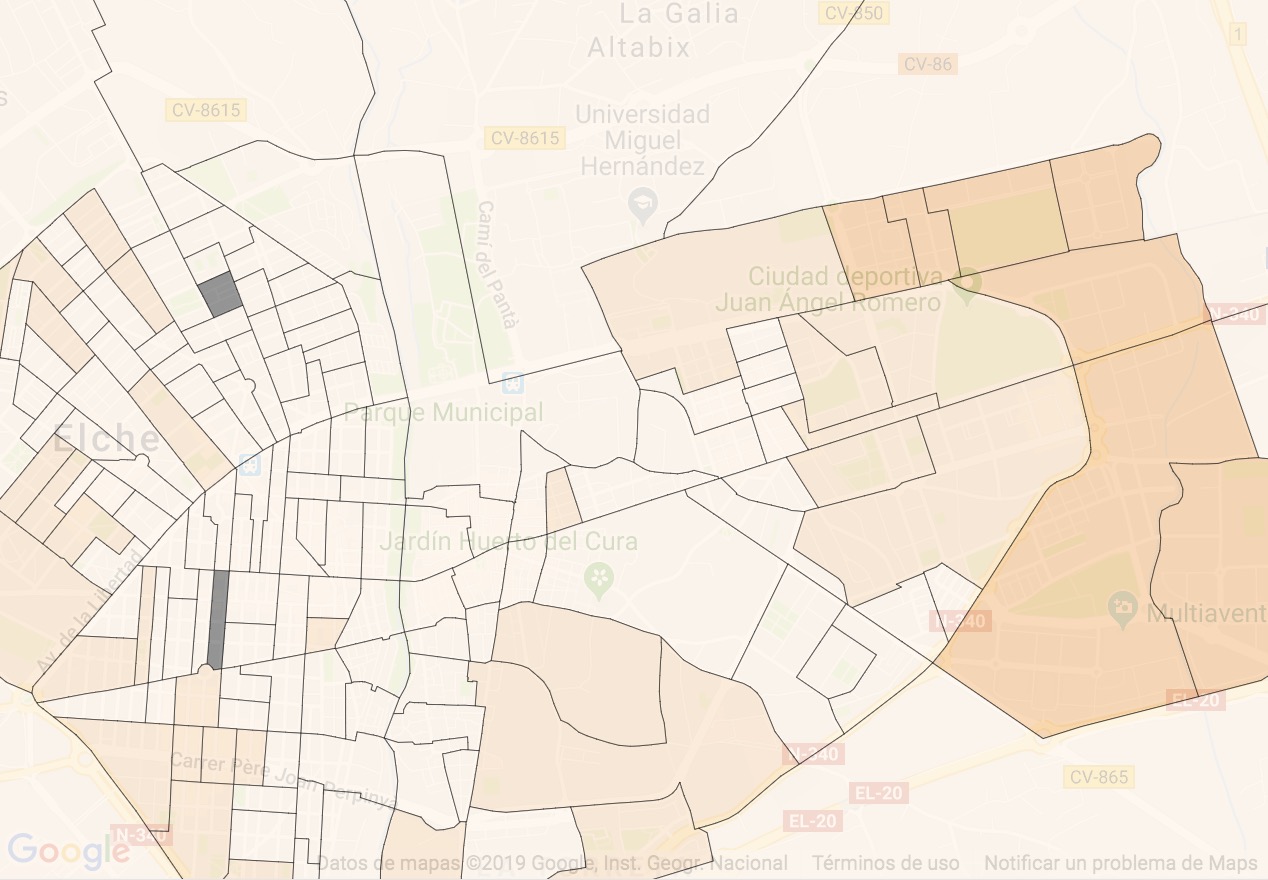 La Galia
CV-850
Altabix
CV-86
1
s
CV-8615
Universidad
CV-8615
Miguel
Hernández
Camí del Pantà
Ciudad deportiva
Juan Ángel Romero
N-340
Parque Municipal
Elche
Jardín Huerto del Cura
Av. de la Libertad
N-340
Multiavent
EL-20
N-340
Carrer Père Joan Perpinyà
CV-865
EL-20
EL-20
N-340
Google
Datos de mapas ©2019 Google, Inst. Geogr. Nacional
Términos de uso
Notificar un problema de Maps